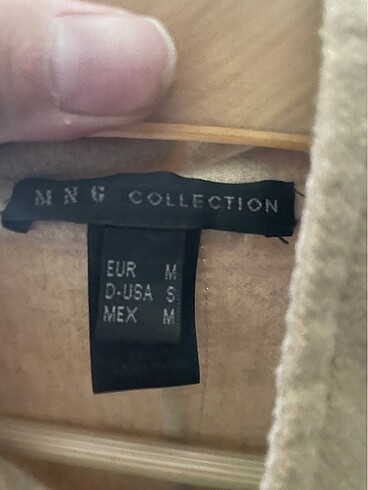 MNG COLLECTION
EUR M
D-USA S
MEX M